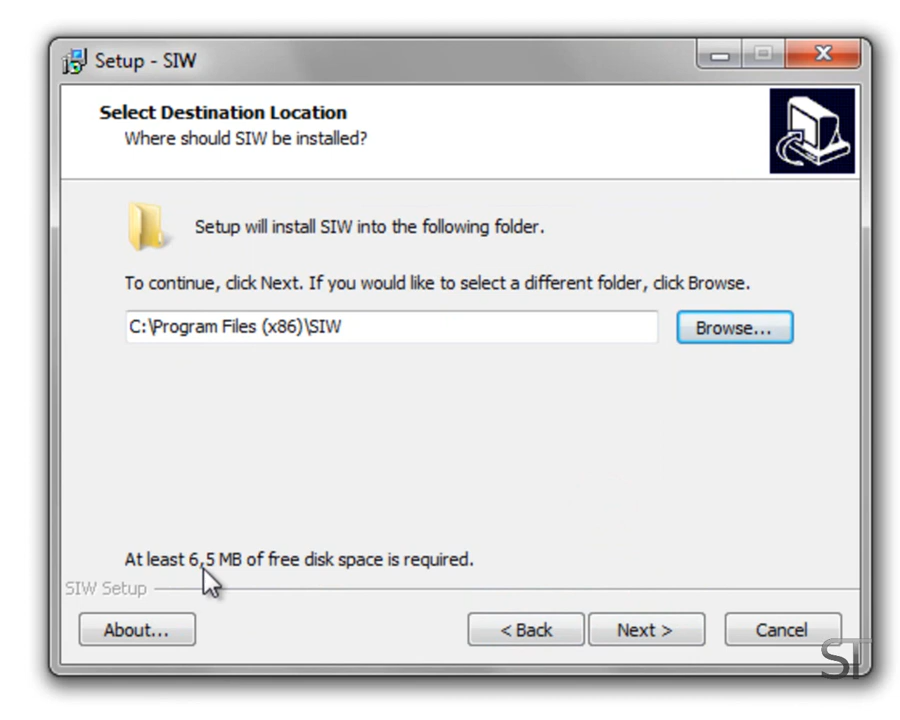 Setup - SIW
Select Destination Location
Where should SIW be installed?
Setup will install SIW into the following folder.
To continue, click Next. If you would like to select a different folder, click Browse.
C:\Program Files (x86)\SIW
Browse...
At least 6,5 MB of free disk space is required.
SIW Setup
About...
< Back
Next >
Cancel
ST